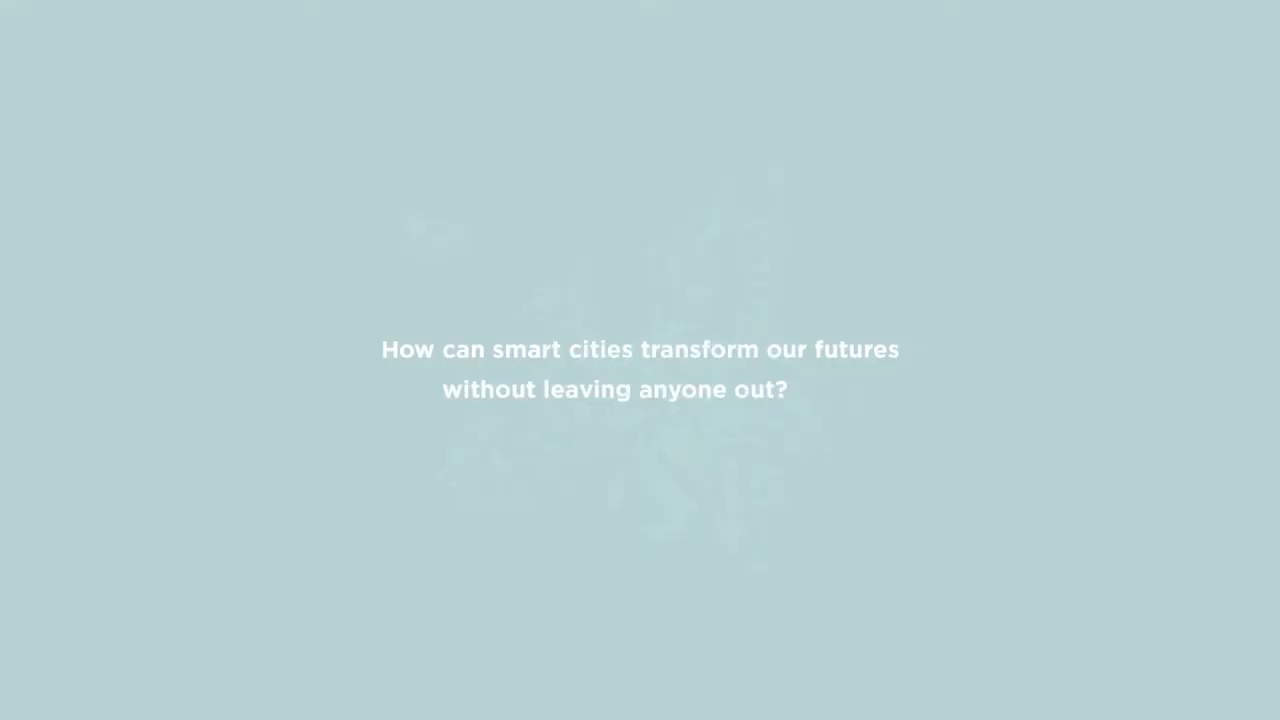 How can smart cities transform our futures
without leaving anyone out?